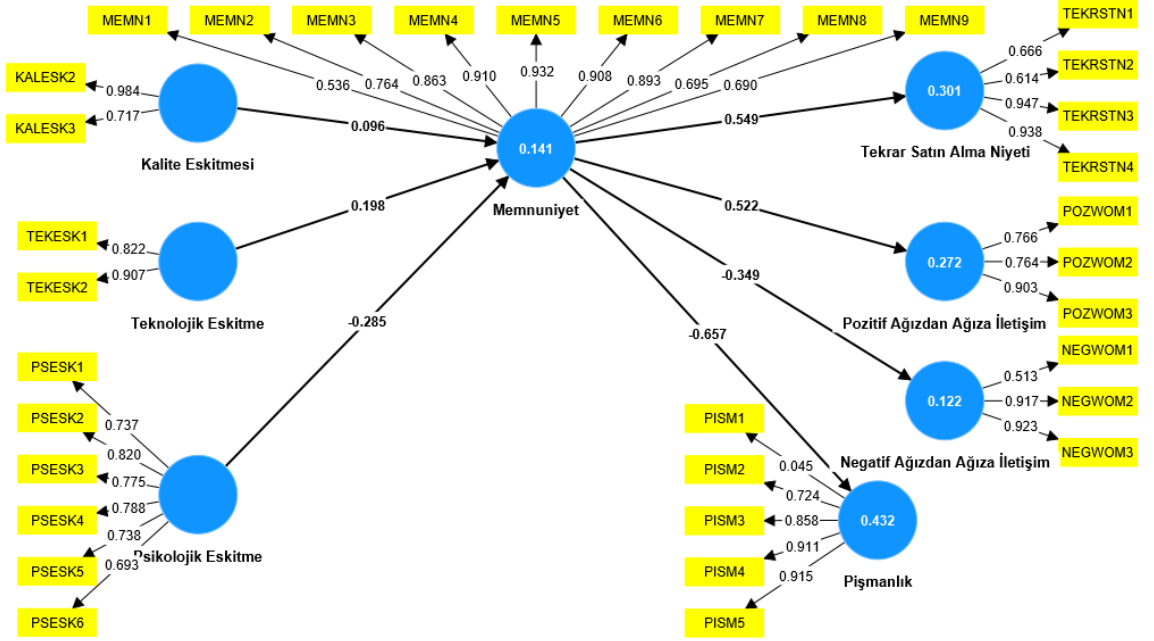 MEMN1
MEMN2
MEMN3
MEMN4
MEMN5
MEMN6
MEMN7
MEMN8
MEMN9
0.536
0.764
0.863
0.910
0.932
0.908
0.893
0.695
0.690
KALESK2
KALESK3
0.984
0.717
Kalite Eskitmesi
0.096
TEKESK1
TEKESK2
0.822
0.907
Teknolojik Eskitme
0.198
PSESK1
PSESK2
PSESK3
PSESK4
PSESK5
PSESK6
0.737
0.820
0.775
0.788
0.738
0.693
Psikolojik Eskitme
-0.285
0.141
Memnuniyet
0.549
0.522
-0.349
-0.657
0.301
Tekrar Satın Alma Niyeti
0.666
0.614
0.947
0.938
TEKRSTN1
TEKRSTN2
TEKRSTN3
TEKRSTN4
0.272
Pozitif Ağızdan Ağıza İletişim
0.766
0.764
0.903
POZWOM1
POZWOM2
POZWOM3
0.122
Negatif Ağızdan Ağıza İletişim
0.513
0.917
0.923
NEGWOM1
NEGWOM2
NEGWOM3
PISM1
PISM2
PISM3
PISM4
PISM5
0.045
0.724
0.858
0.911
0.915
0.432
Pişmanlık